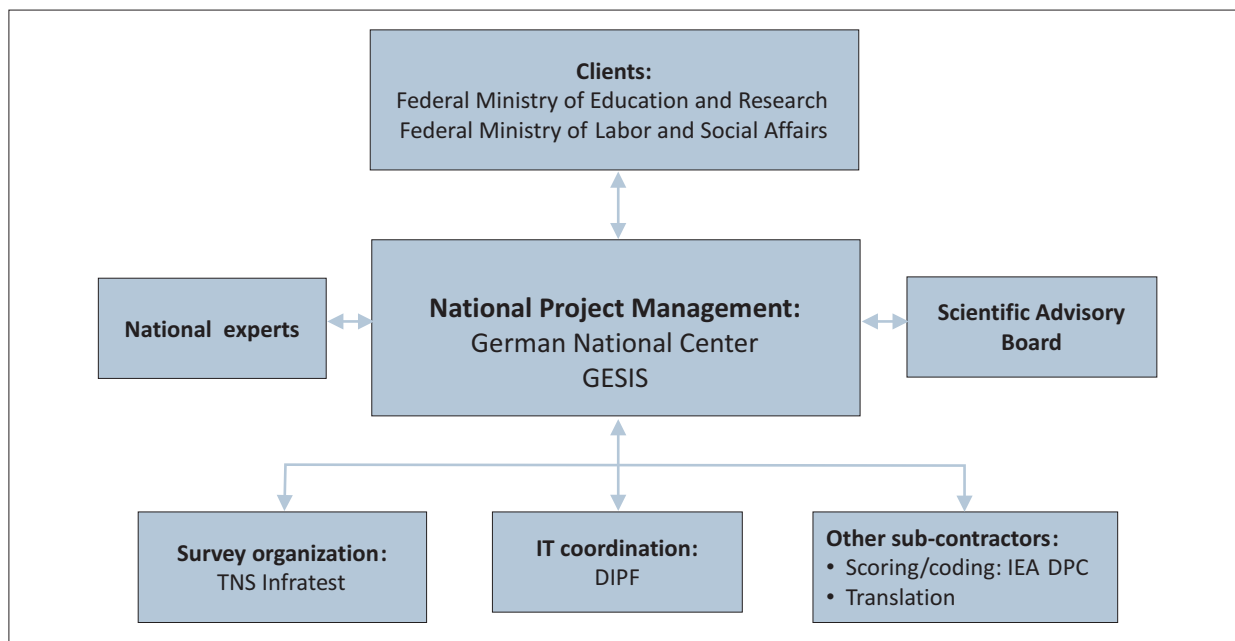 Clients:
Federal Ministry of Education and Research
Federal Ministry of Labor and Social Affairs
National experts
National Project Management:
German National Center
GESIS
Scientific Advisory
Board
Survey organization:
TNS Infratest
IT coordination:
DIPF
Other sub-contractors:
• Scoring/coding: IEA DPC
• Translation